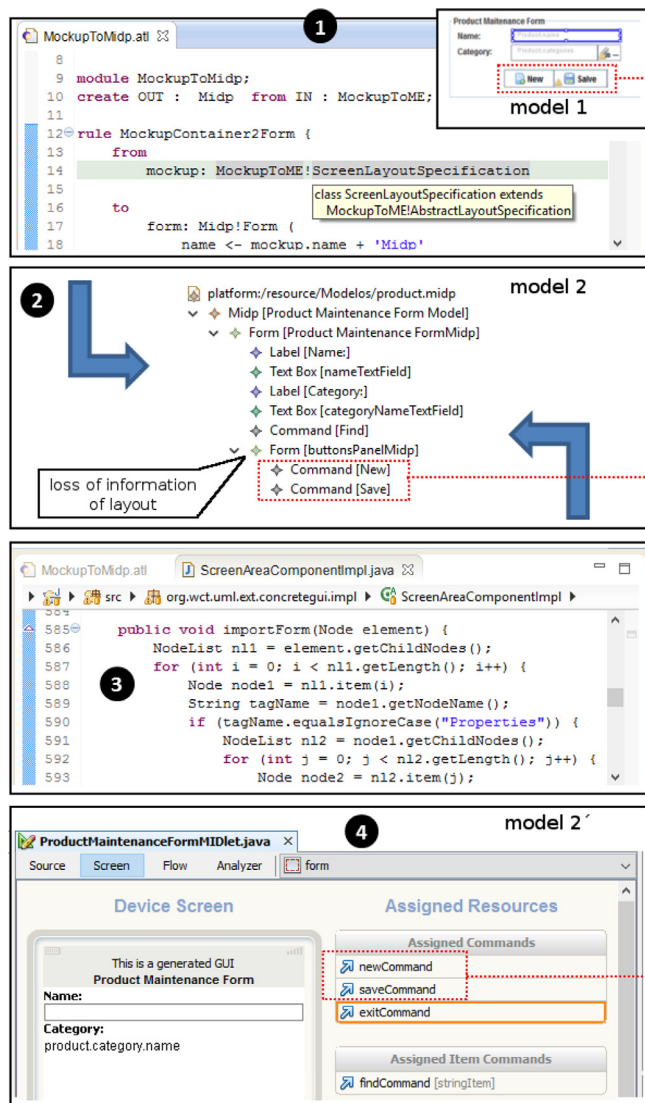 1
MockupToMidp.atl
8
9 module MockupToMidp;
10 create OUT : Midp from IN : MockupToME;
11
12 rule MockupContainer2Form {
13 from
14 mockup: MockupToME!ScreenLayoutSpecification
15
16 to
17 form: Midp!Form (
18 name <- mockup.name + 'Midp'
class ScreenLayoutSpecification extends
MockupToME!AbstractLayoutSpecification
Product Maitenance Form
Name: Product.name
Category: Product.categories ...
New Salve
model 1
2
model 2
platform:/resource/Modelos/product.midp
Midp [Product Maintenance Form Model]
Form [Product Maintenance FormMidp]
Label [Name:]
Text Box [nameTextField]
Label [Category:]
Text Box [categoryNameTextField]
Command [Find]
Form [buttonsPanelMidp]
Command [New]
Command [Save]
loss of information
of layout
MockupToMidp.atl ScreenAreaComponentImpl.java
src org.wct.uml.ext.concretegui.impl ScreenAreaComponentImpl
584
585 public void importForm(Node element) {
586 NodeList nl1 = element.getChildNodes();
587 for (int i = 0; i < nl1.getLength(); i++) {
588 Node node1 = nl1.item(i);
589 String tagName = node1.getNodeName();
590 if (tagName.equalsIgnoreCase("Properties")) {
591 NodeList nl2 = node1.getChildNodes();
592 for (int j = 0; j < nl2.getLength(); j++) {
593 Node node2 = nl2.item(j);
3
4
model 2´
ProductMaintenanceFormMIDlet.java
Source Screen Flow Analyzer form
Device Screen
This is a generated GUI
Product Maintenance Form
Name:
Category:
product.category.name
Assigned Resources
Assigned Commands
newCommand
saveCommand
exitCommand
Assigned Item Commands
findCommand [stringItem]